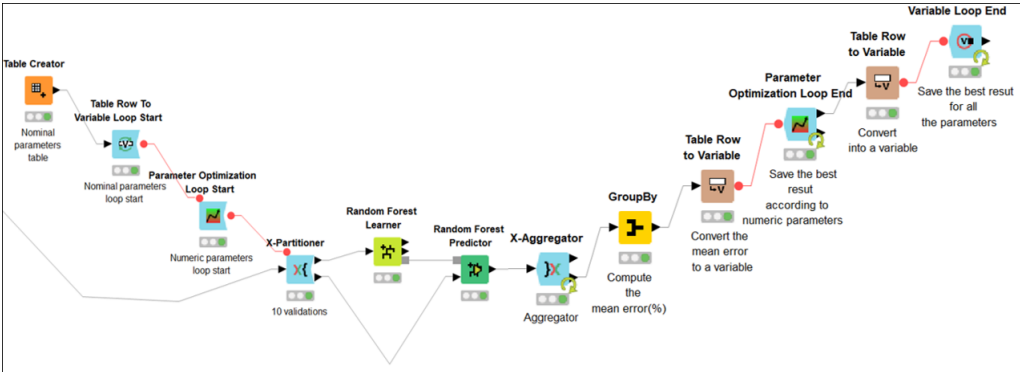 Table Creator
Nominal
parameters
table
Table Row To
Variable Loop Start
Nominal parameters
loop start
Parameter Optimization
Loop Start
Numeric parameters
loop start
X-Partitioner
10 validations
Random Forest
Learner
Random Forest
Predictor
X-Aggregator
Aggregator
GroupBy
Compute
the
mean error(%)
Table Row
to Variable
Convert the
mean error
to a variable
Parameter
Optimization Loop End
Save the best
resut
according to
numeric parameters
Table Row
to Variable
Convert
into a variable
Variable Loop End
Save the best resut
for all
the parameters